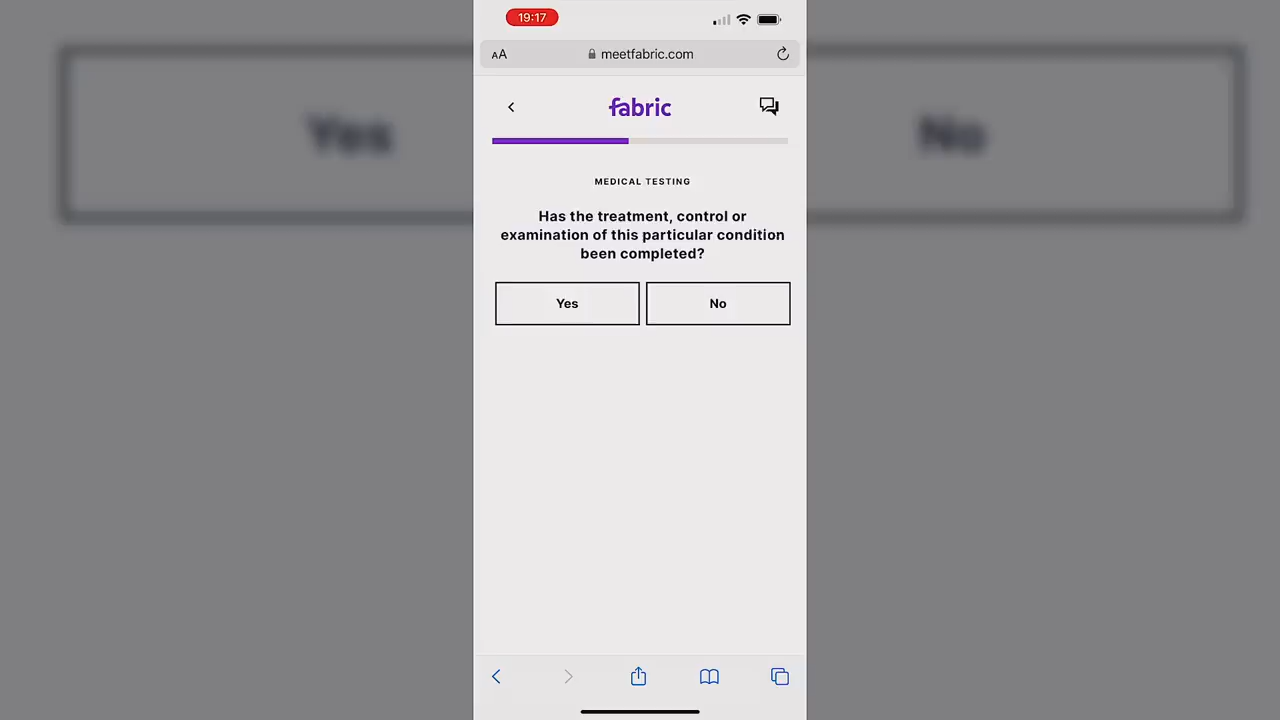 19:17
AA
meetfabric.com
fabric
MEDICAL TESTING
Has the treatment, control or
examination of this particular condition
been completed?
Yes
No
Yes
No